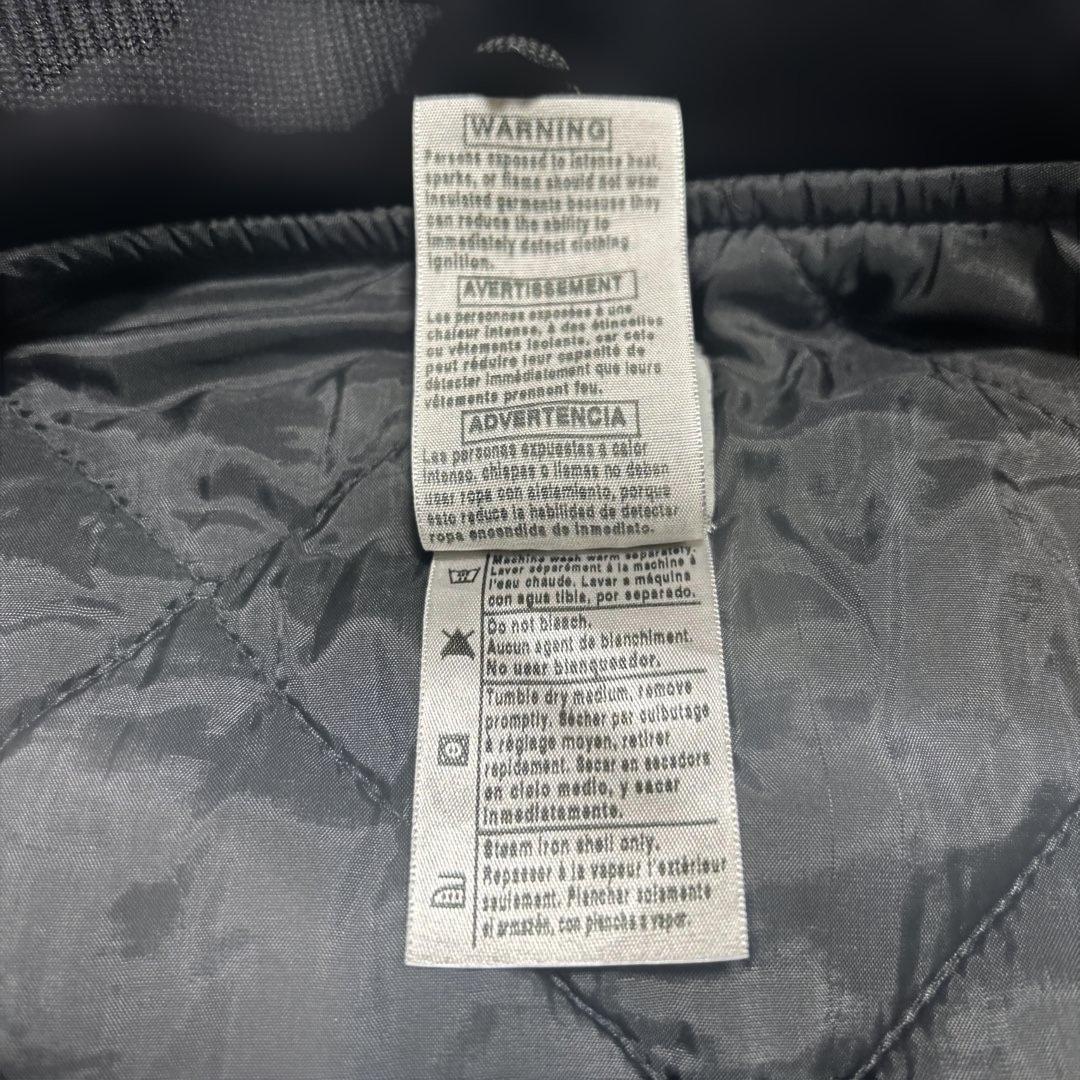 WARNING
Persons exposed to intense heat,
sparks, or flame should not wear
insulated garments because they
can reduce the ability to
immediately detect clothing
ignition.
AVERTISSEMENT
Les personnes exposées à une
chaleur intense, à des étincelles
ou vêtements isolants, car cela
peut réduire leur capacité de
détecter immédiatement que leurs
vêtements prennent feu.
ADVERTENCIA
Las personas expuestas a calor
intenso, chispas o llamas no deben
usar ropa con aislamiento, porque
esto reduce la habilidad de detectar
ropa encendida de inmediato.
Machine wash warm separately.
Laver séparément à la machine à
l'eau chaude. Lavar a máquina
con agua tibia, por separado.
Do not bleach.
Aucun agent de blanchiment.
No usar blanqueador.
Tumble dry medium, remove
promptly. Sécher par culbutage
à réglage moyen, retirer
rapidement. Secar en secadora
en ciclo medio, y sacar
inmediatamente.
Steam iron shell only.
Repasser à la vapeur l'extérieur
seulement. Planchar solamente
el armazón, con plancha a vapor.